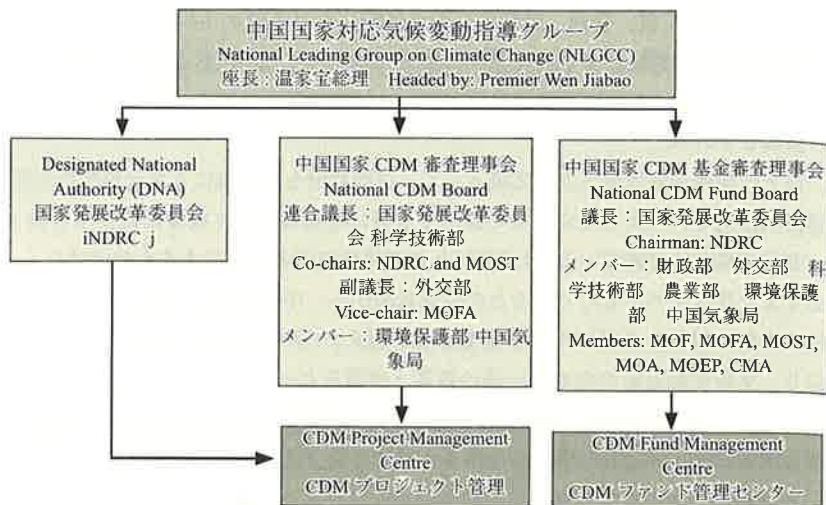 中国国家対応気候変動指導グループ
National Leading Group on Climate Change (NLGCC)
座長：温家宝総理　Headed by: Premier Wen Jiabao
Designated National
Authority (DNA)
国家発展改革委員会
iNDRC j
中国国家 CDM 審査理事会
National CDM Board
連合議長：国家発展改革委員
会 科学技術部
Co-chairs: NDRC and MOST
副議長：外交部
Vice-chair: MOFA
メンバー：環境保護部 中国気
象局
中国国家 CDM 基金審査理事会
National CDM Fund Board
議長：国家発展改革委員会
Chairman: NDRC
メンバー：財政部　外交部　科
学技術部　農業部　環境保護
部　中国気象局
Members: MOF, MOFA, MOST,
MOA, MOEP, CMA
CDM Project Management
Centre
CDM プロジェクト管理
CDM Fund Management
Centre
CDM ファンド管理センター